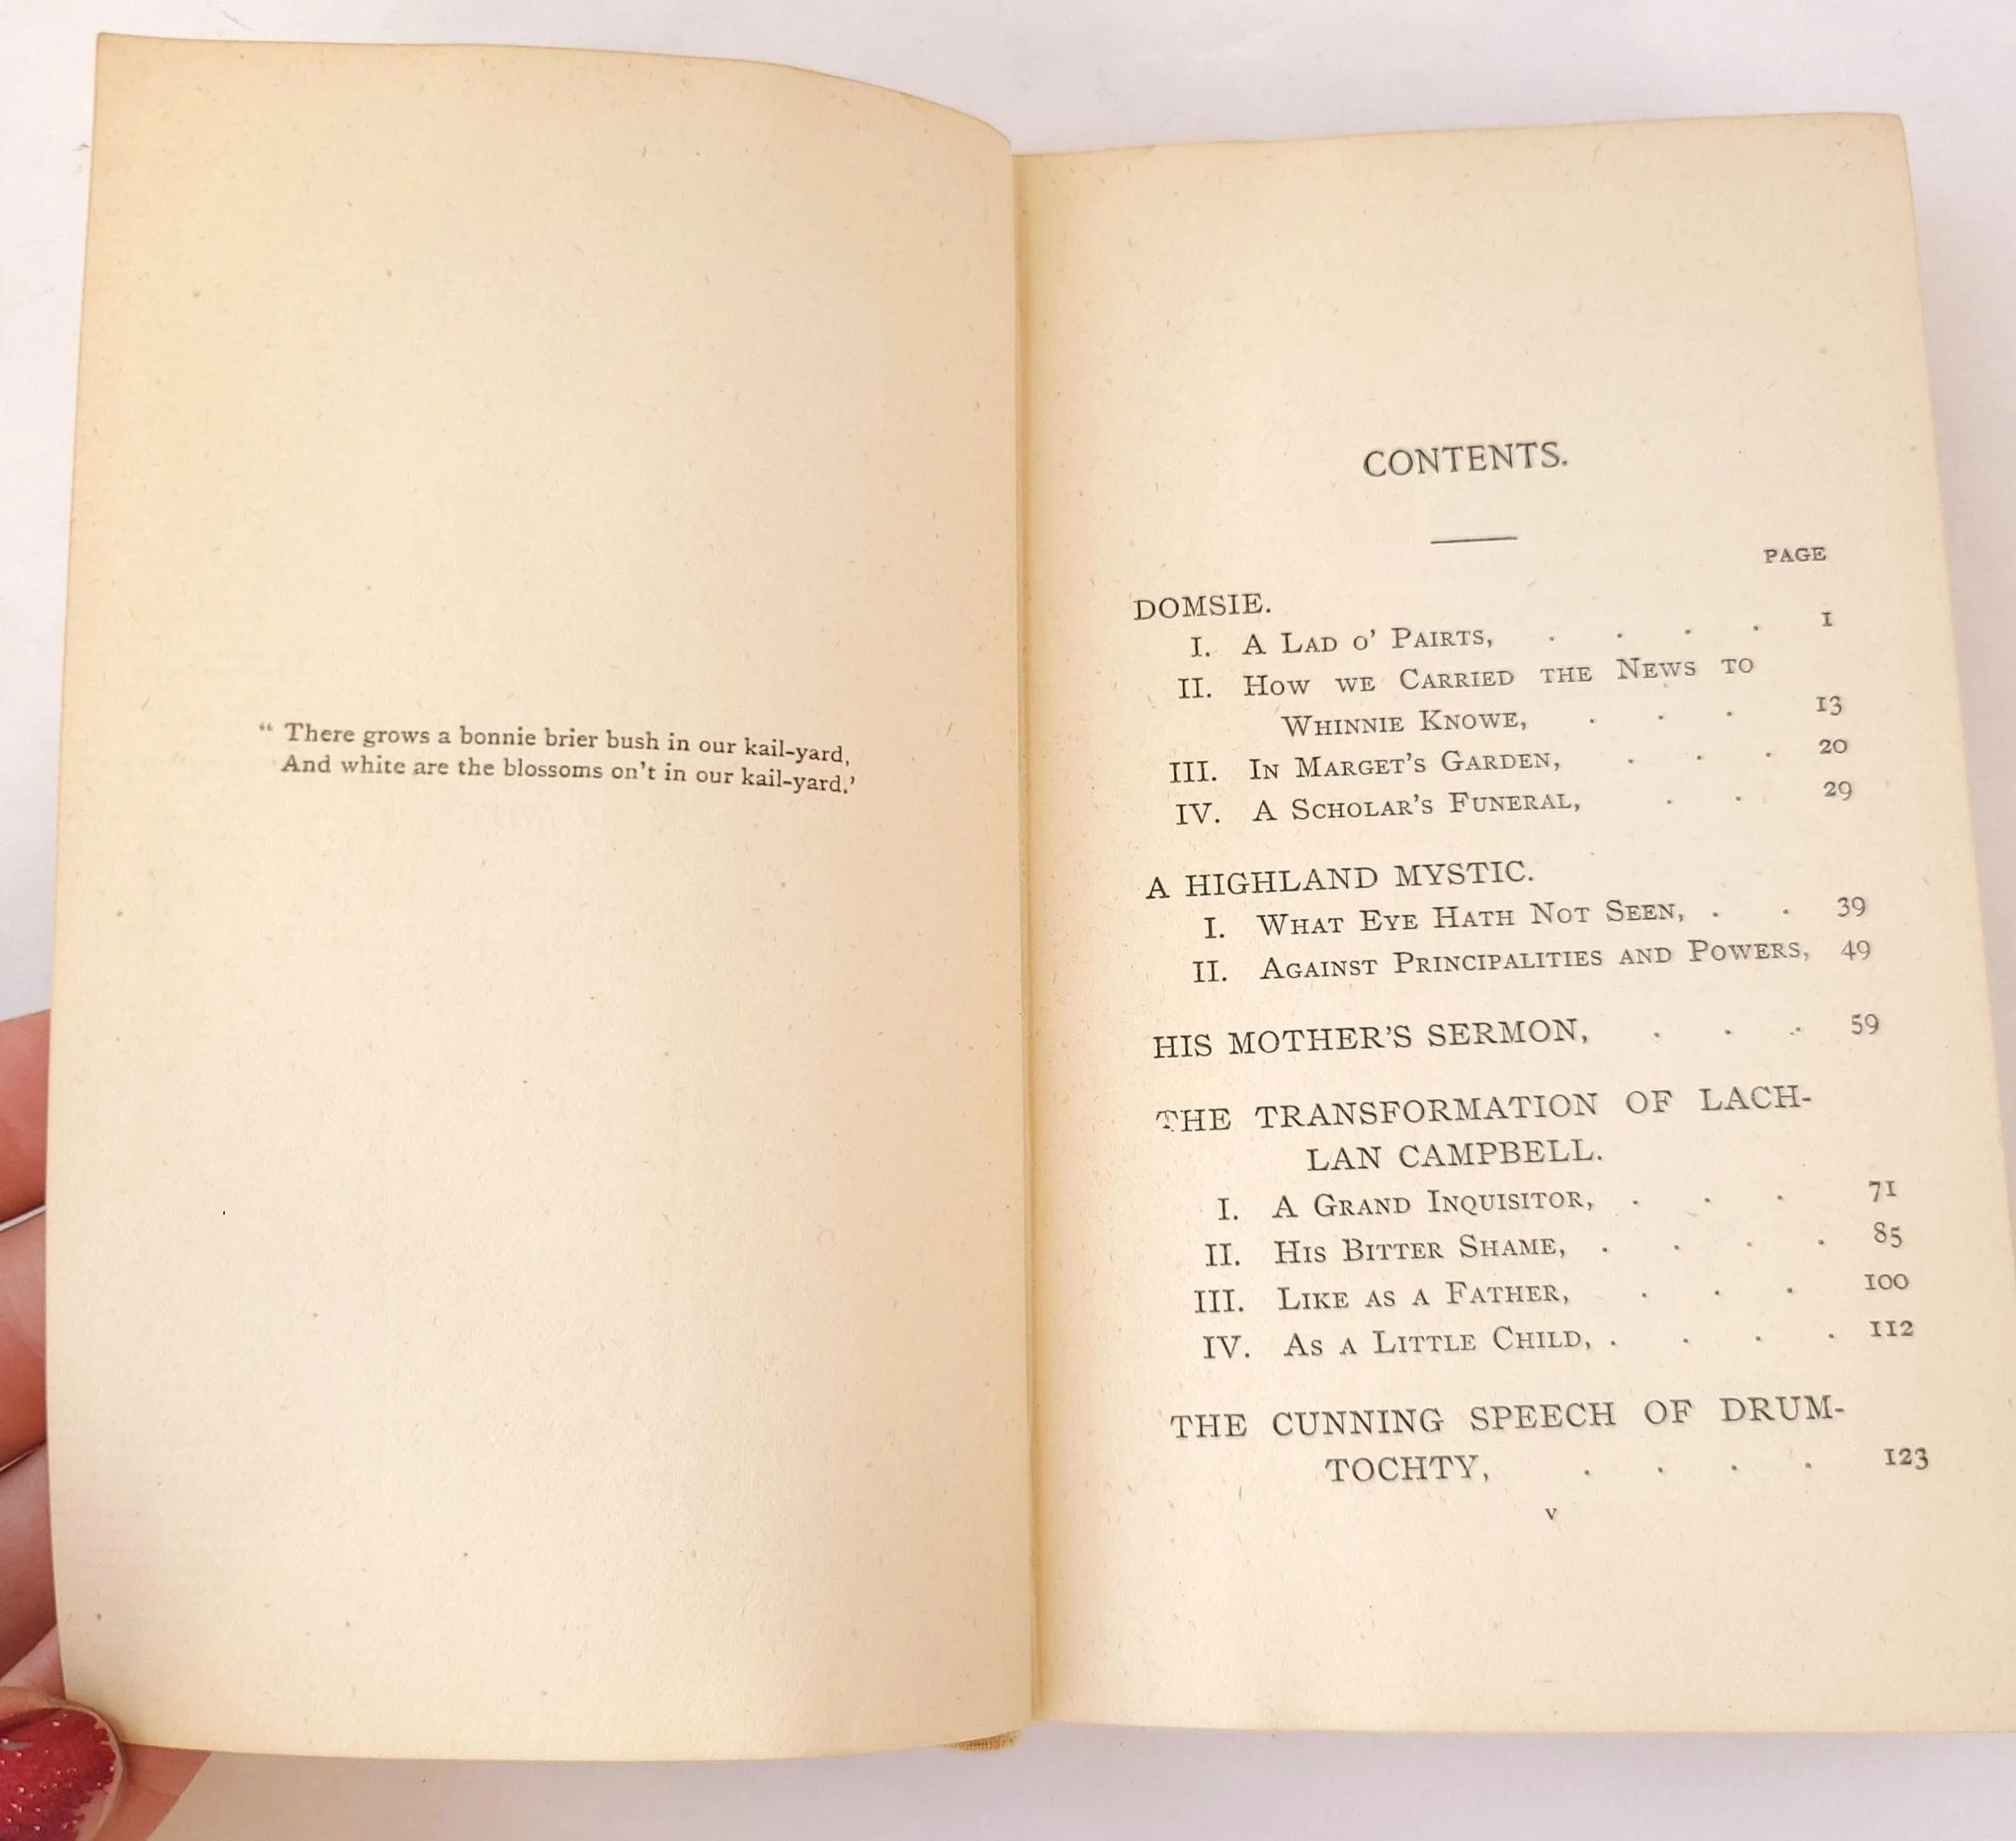 “ There grows a bonnie brier bush in our kail-yard,
And white are the blossoms on't in our kail-yard.’
CONTENTS.
PAGE
DOMSIE.
I. A Lad o' Pairts, . . . . 1
II. How we Carried the News to
Whinnie Knowe, . . . 13
III. In Marget's Garden, . . . 20
IV. A Scholar's Funeral, . . 29
A HIGHLAND MYSTIC.
I. What Eye Hath Not Seen, . . 39
II. Against Principalities and Powers, 49
HIS MOTHER'S SERMON, . . . 59
THE TRANSFORMATION OF LACH-
LAN CAMPBELL.
I. A Grand Inquisitor, . . . 71
II. His Bitter Shame, . . . . 85
III. Like as a Father, . . . 100
IV. As a Little Child, . . . . 112
THE CUNNING SPEECH OF DRUM-
TOCHTY, . . . . 123
v